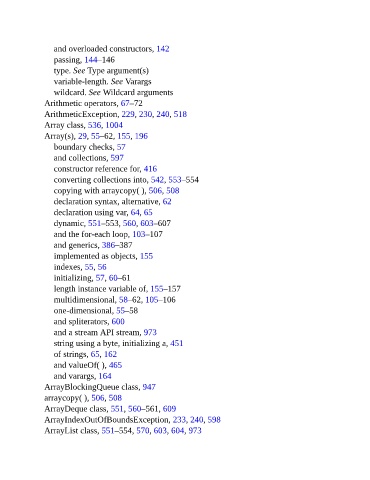 and overloaded constructors, 142
passing, 144–146
type. See Type argument(s)
variable-length. See Varargs
wildcard. See Wildcard arguments
Arithmetic operators, 67–72
ArithmeticException, 229, 230, 240, 518
Array class, 536, 1004
Array(s), 29, 55–62, 155, 196
boundary checks, 57
and collections, 597
constructor reference for, 416
converting collections into, 542, 553–554
copying with arraycopy( ), 506, 508
declaration syntax, alternative, 62
declaration using var, 64, 65
dynamic, 551–553, 560, 603–607
and the for-each loop, 103–107
and generics, 386–387
implemented as objects, 155
indexes, 55, 56
initializing, 57, 60–61
length instance variable of, 155–157
multidimensional, 58–62, 105–106
one-dimensional, 55–58
and spliterators, 600
and a stream API stream, 973
string using a byte, initializing a, 451
of strings, 65, 162
and valueOf( ), 465
and varargs, 164
ArrayBlockingQueue class, 947
arraycopy( ), 506, 508
ArrayDeque class, 551, 560–561, 609
ArrayIndexOutOfBoundsException, 233, 240, 598
ArrayList class, 551–554, 570, 603, 604, 973